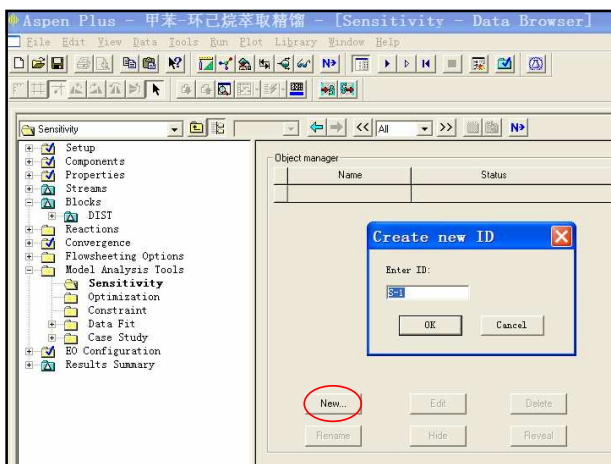 Aspen Plus - 甲苯-环己烷萃取精馏 - [Sensitivity - Data Browser]
File Edit View Data Tools Run Plot Library Window Help
N>
Sensitivity
<< All >> N>
Setup
Components
Properties
Streams
Blocks
DIST
Reactions
Convergence
Flowsheeting Options
Model Analysis Tools
Sensitivity
Optimization
Constraint
Data Fit
Case Study
EO Configuration
Results Summary
Object manager
Name Status
Create new ID
Enter ID:
S-1
OK Cancel
New... Edit Delete
Rename Hide Reveal